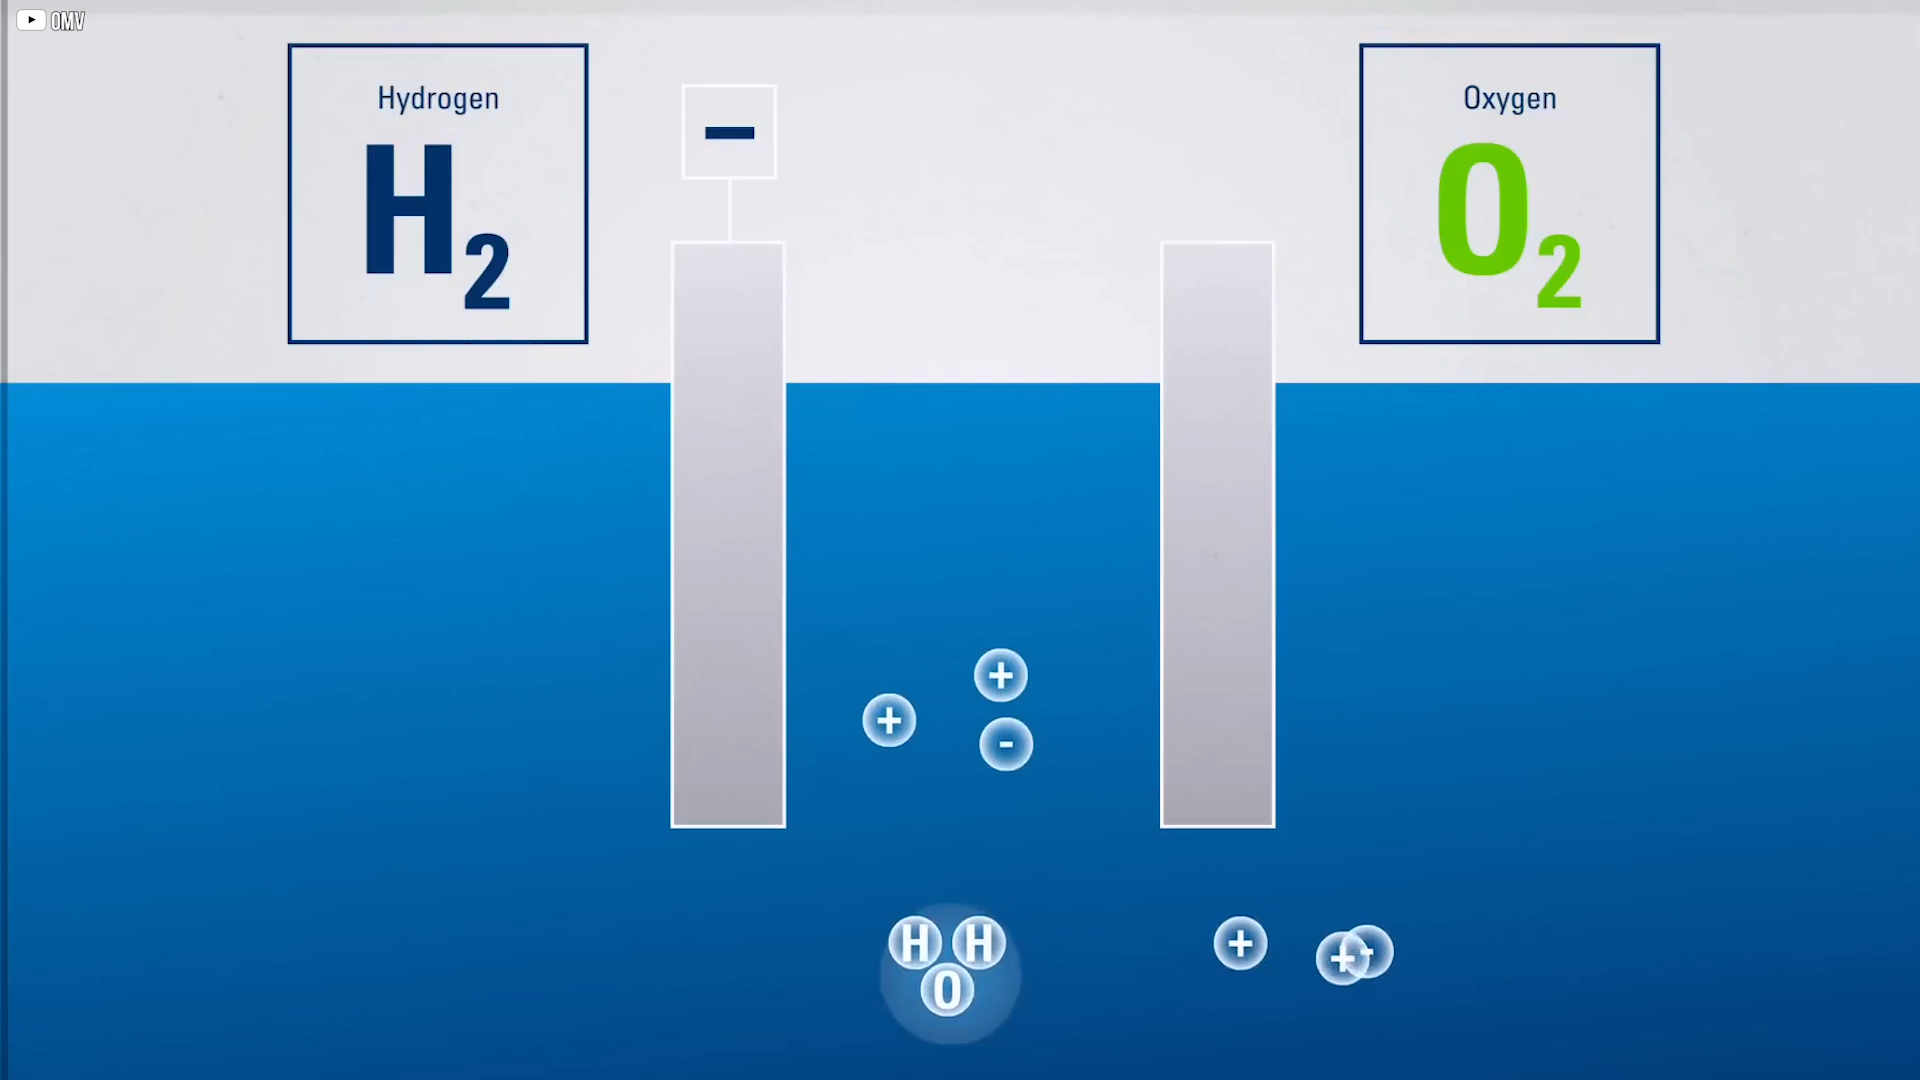 OMV
Hydrogen
H2
Oxygen
O2
−
+
+
-
H H
O
+
+ -